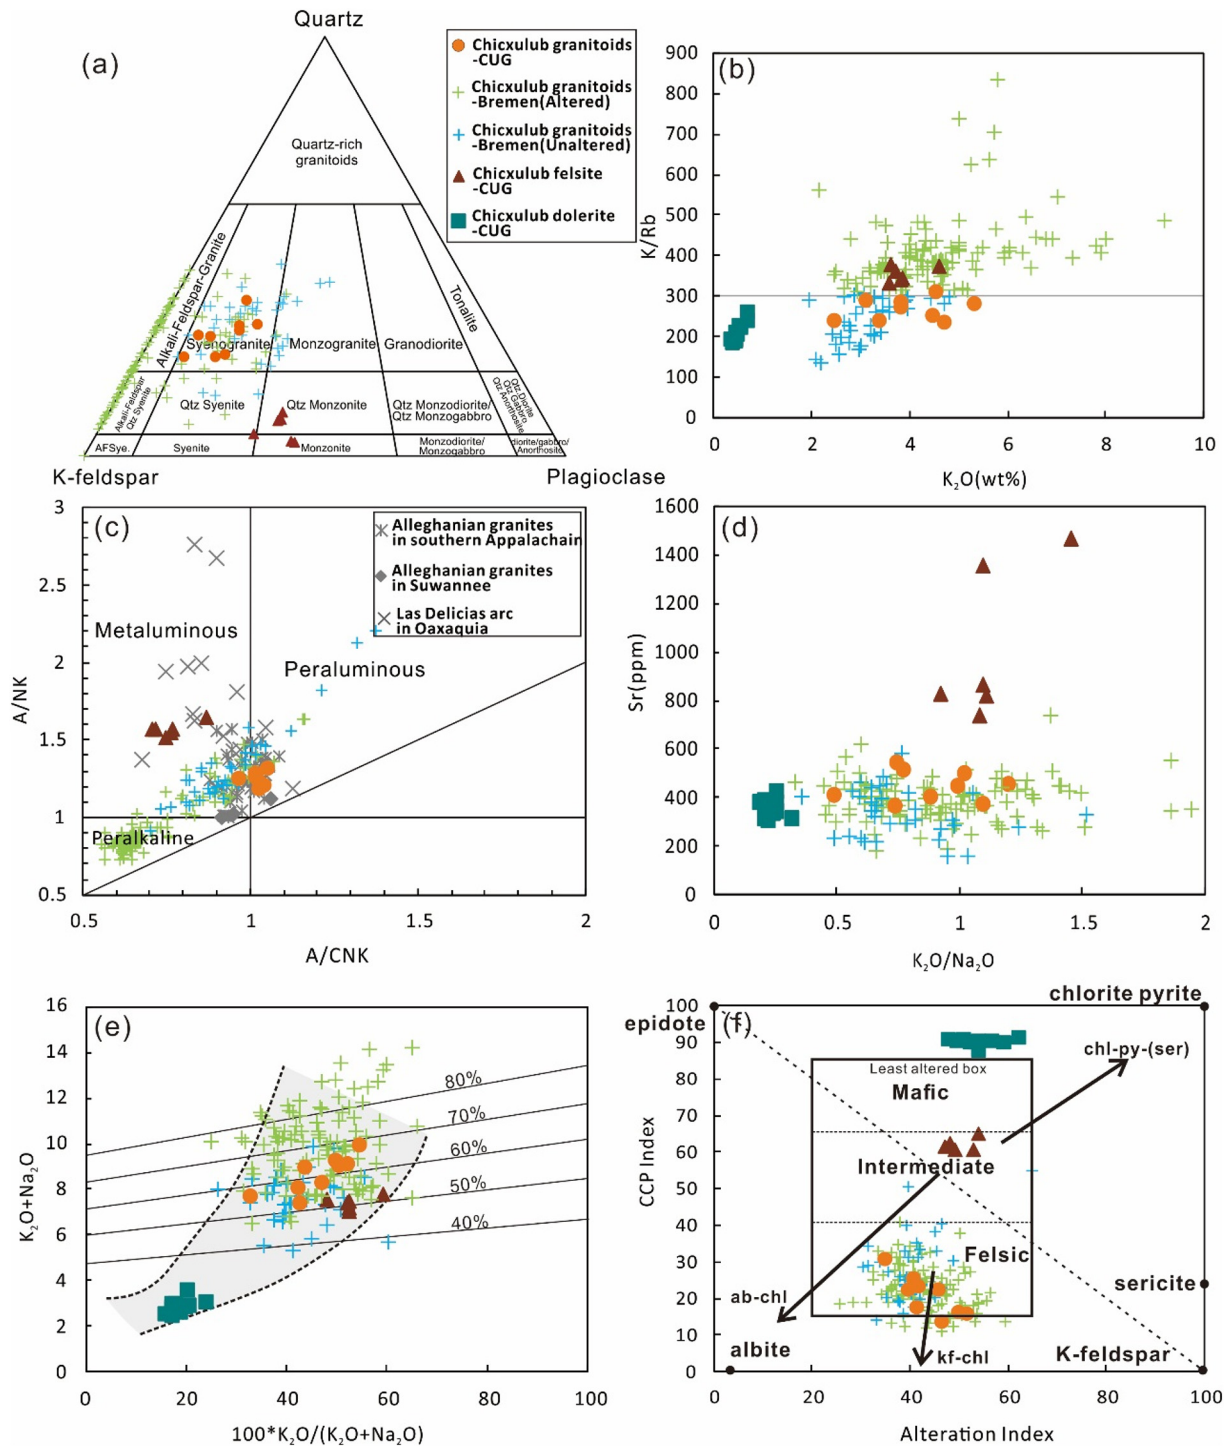 Quartz
(a)
Chicxulub granitoids
-CUG
Chicxulub granitoids
-Bremen(Altered)
Chicxulub granitoids
-Bremen(Unaltered)
Chicxulub felsite
-CUG
Chicxulub dolerite
-CUG
Quartz-rich
granitoids
Alkali-Feldspar-Granite
Syenogranite
Monzogranite
Granodiorite
Tonalite
Alkali-Feldspar
Qtz Syenite
Qtz Syenite
Qtz Monzonite
Qtz Monzodiorite/
Qtz Monzogabbro
Qtz Diorite
Qtz Gabbro
Qtz Anorthosite
AFSye.
Syenite
Monzonite
Monzodiorite/
Monzogabbro
diorite/gabbro/
Anorthosite
K-feldspar
Plagioclase
(b)
900
800
700
600
500
400
300
200
100
0
K/Rb
0
2
4
6
8
10
K2O(wt%)
(c)
3
2.5
2
1.5
1
0.5
A/NK
Alleghanian granites
in southern Appalachain
Alleghanian granites
in Suwannee
Las Delicias arc
in Oaxaquia
Metaluminous
Peraluminous
Peralkaline
0.5
1
1.5
2
A/CNK
(d)
1600
1400
1200
1000
800
600
400
200
0
Sr(ppm)
0
0.5
1
1.5
2
K2O/Na2O
(e)
16
14
12
10
8
6
4
2
0
K2O+Na2O
80%
70%
60%
50%
40%
0
20
40
60
80
100
100*K2O/(K2O+Na2O)
(f)
100
90
80
70
60
50
40
30
20
10
0
CCP Index
epidote
chlorite pyrite
chl-py-(ser)
Least altered box
Mafic
Intermediate
Felsic
sericite
ab-chl
albite
kf-chl
K-feldspar
0
20
40
60
80
100
Alteration Index